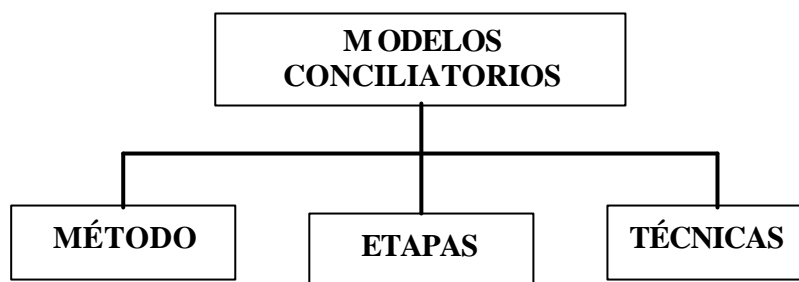 M ODELOS
CONCILIATORIOS
MÉTODO
ETAPAS
TÉCNICAS